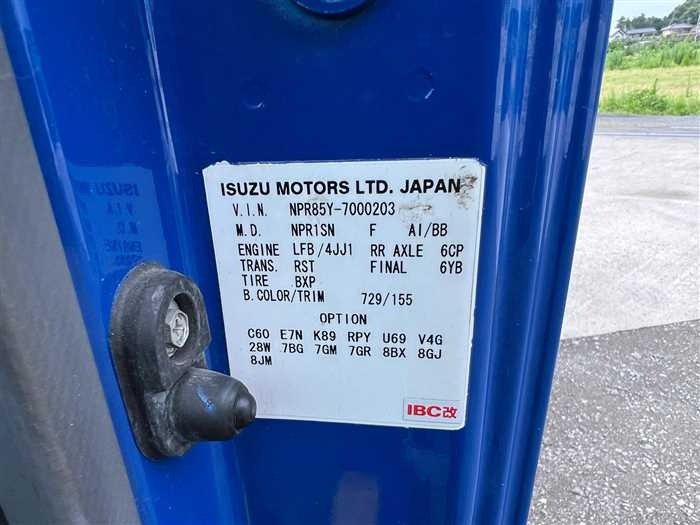 ISUZU MOTORS LTD. JAPAN
V.I.N. NPR85Y-7000203
M.D. NPR1SN F AI/BB
ENGINE LFB/4JJ1 RR AXLE 6CP
TRANS. RST FINAL 6YB
TIRE BXP
B.COLOR/TRIM 729/155
OPTION
C60 E7N K89 RPY U69 V4G
28W 7BG 7GM 7GR 8BX 8GJ
8JM
IBC改